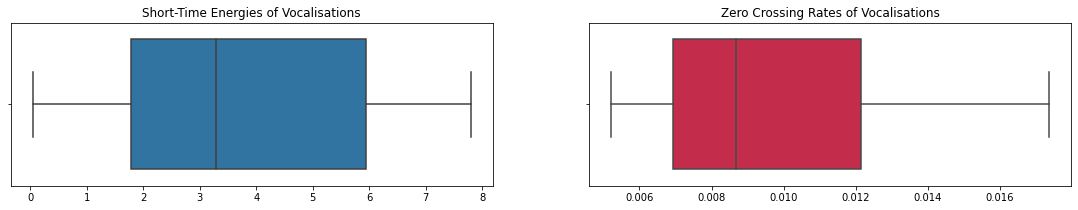 Short-Time Energies of Vocalisations
0 1 2 3 4 5 6 7 8
Zero Crossing Rates of Vocalisations
0.006 0.008 0.010 0.012 0.014 0.016